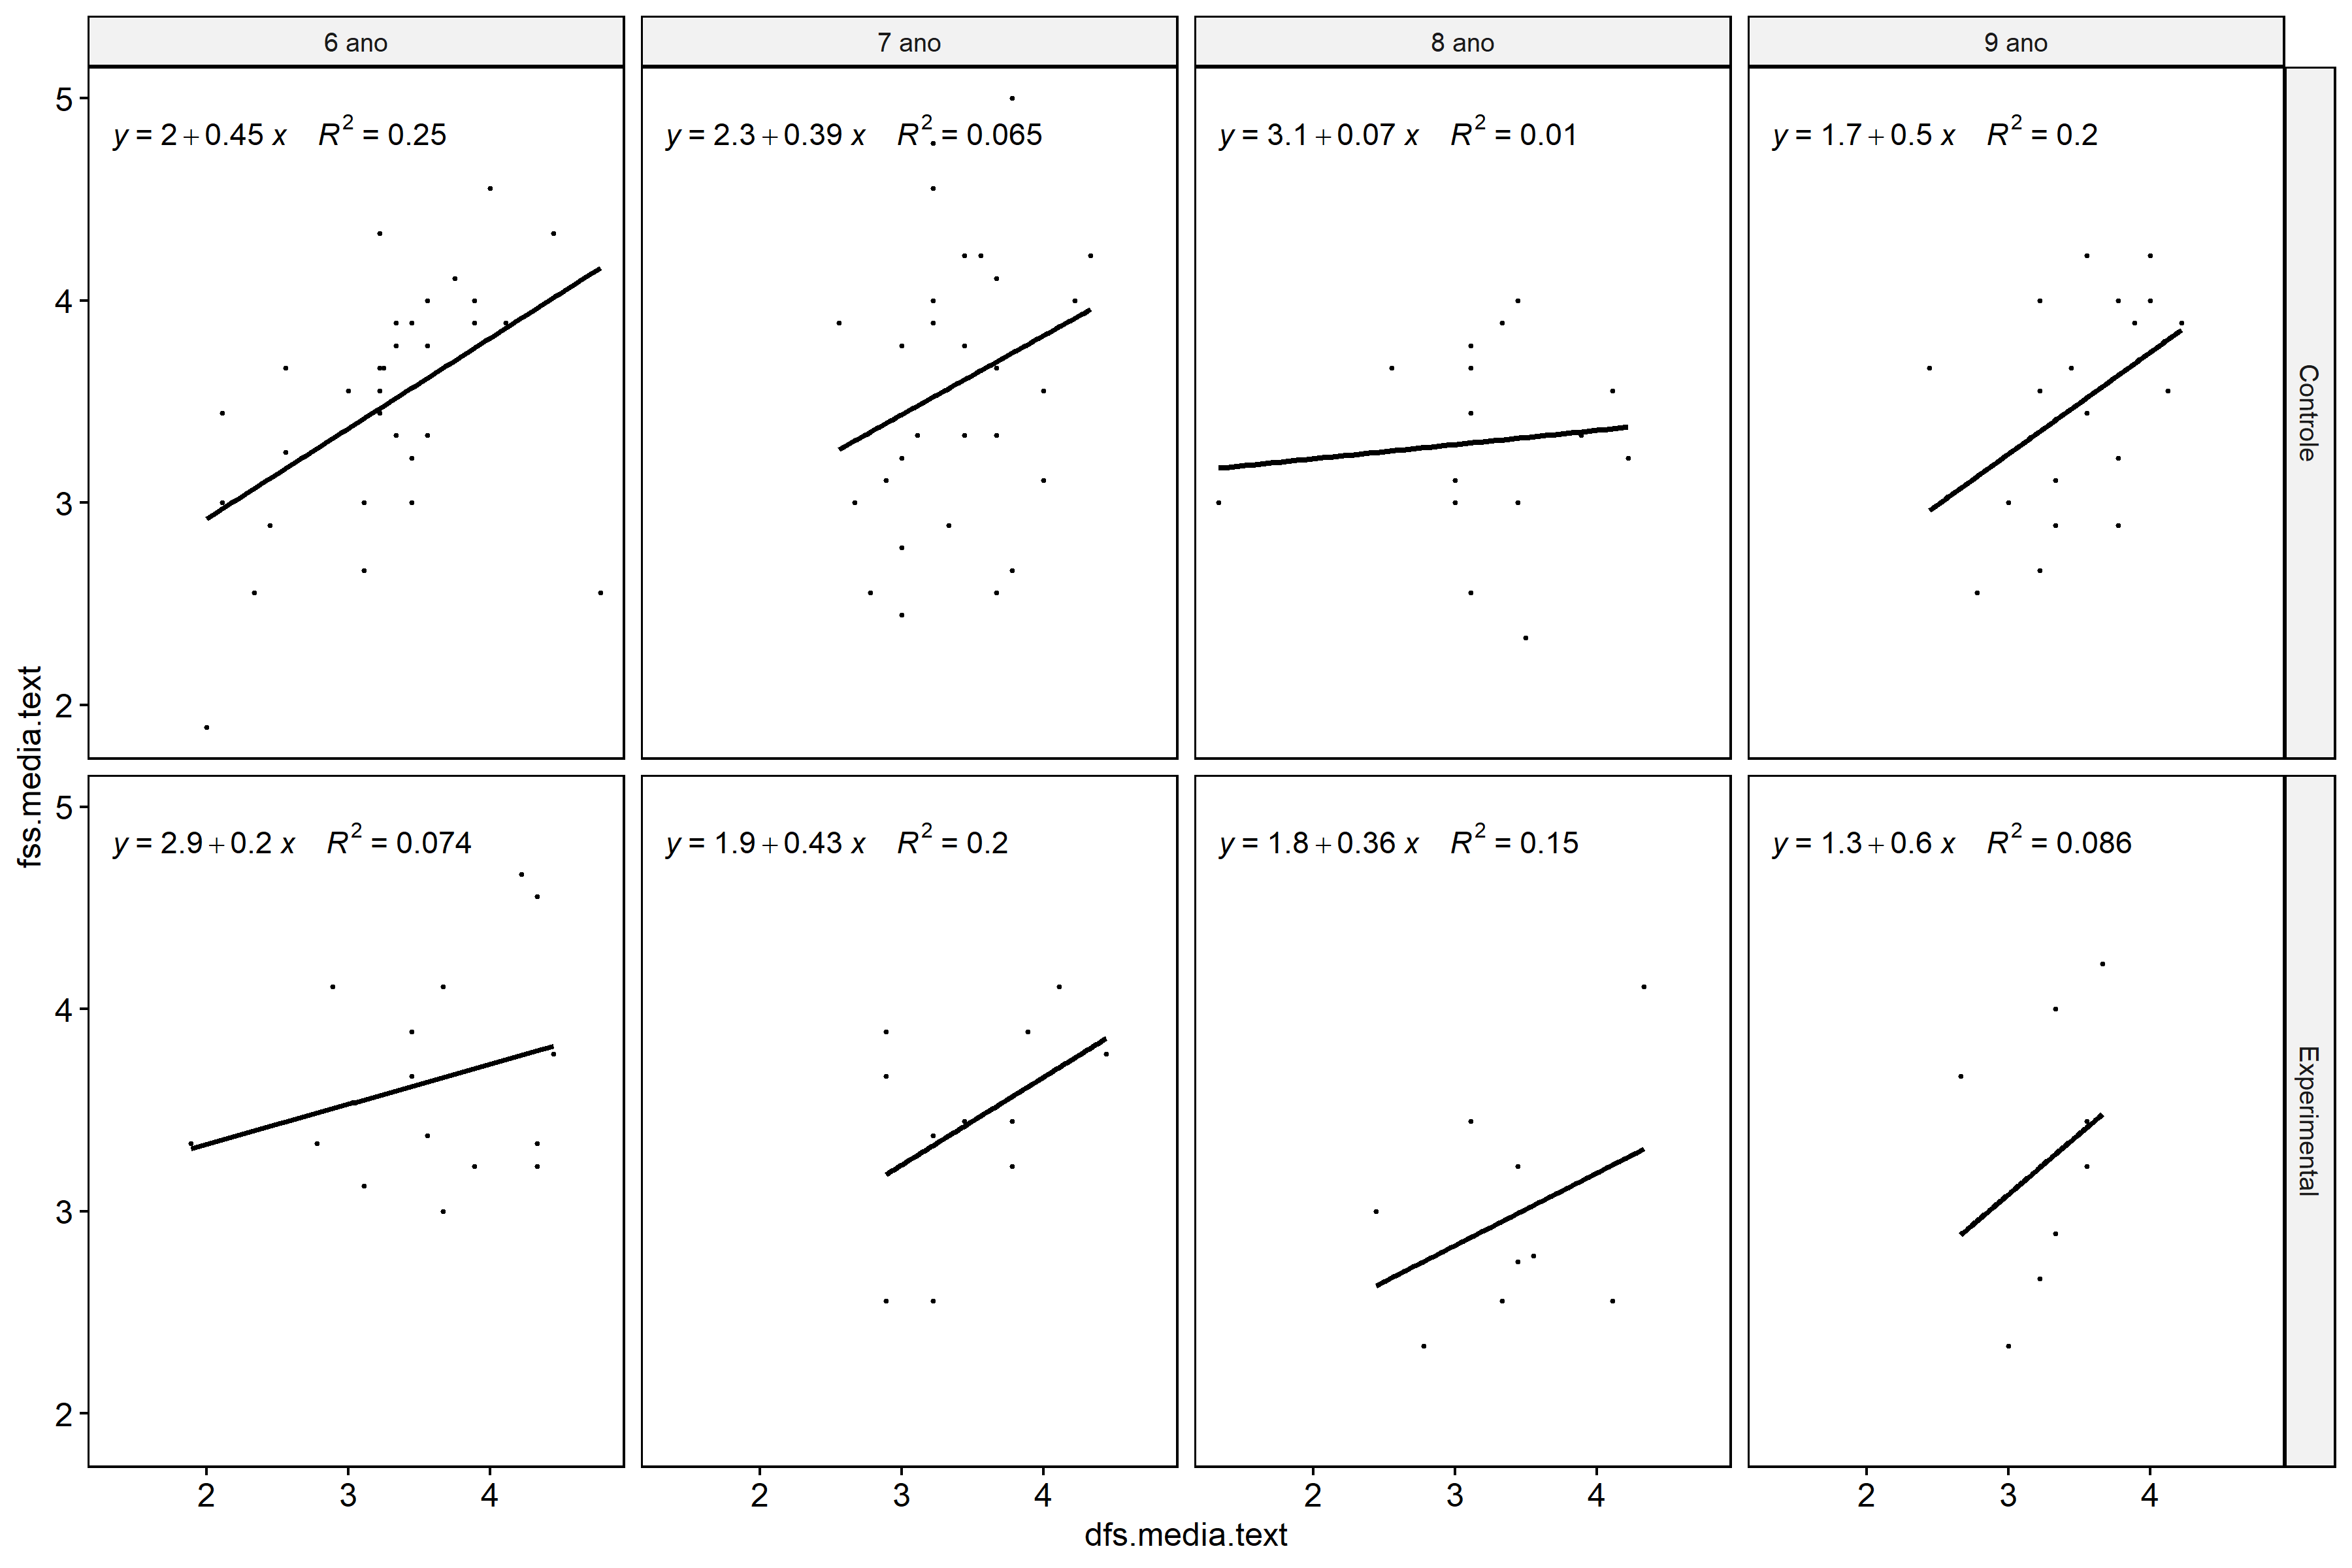 6 ano 7 ano 8 ano 9 ano
5
y = 2 + 0.45 x R² = 0.25
y = 2.3 + 0.39 x R² = 0.065
y = 3.1 + 0.07 x R² = 0.01
y = 1.7 + 0.5 x R² = 0.2
4
3
2
Controle
fss.media.text
5
y = 2.9 + 0.2 x R² = 0.074
y = 1.9 + 0.43 x R² = 0.2
y = 1.8 + 0.36 x R² = 0.15
y = 1.3 + 0.6 x R² = 0.086
4
3
2
Experimental
2 3 4 2 3 4 2 3 4 2 3 4
dfs.media.text